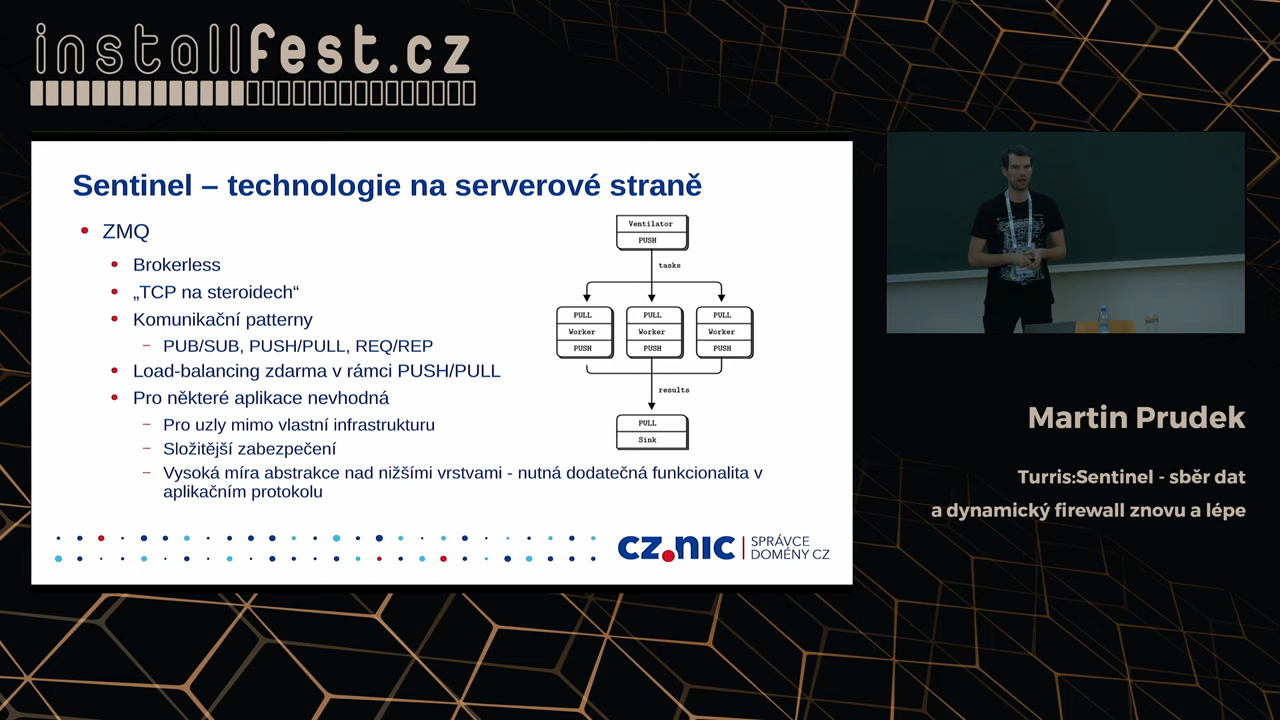 installfest.cz
Sentinel – technologie na serverové straně
ZMQ
Brokerless
„TCP na steroidech“
Komunikační patterny
PUB/SUB, PUSH/PULL, REQ/REP
Load-balancing zdarma v rámci PUSH/PULL
Pro některé aplikace nevhodná
Pro uzly mimo vlastní infrastrukturu
Složitější zabezpečení
Vysoká míra abstrakce nad nižšími vrstvami - nutná dodatečná funkcionalita v
aplikačním protokolu
Ventilator
PUSH
tasks
PULL PULL PULL
Worker Worker Worker
PUSH PUSH PUSH
results
PULL
Sink
CZ.NIC
SPRÁVCE
DOMÉNY CZ
Martin Prudek
Turris:Sentinel - sběr dat
a dynamický firewall znovu a lépe